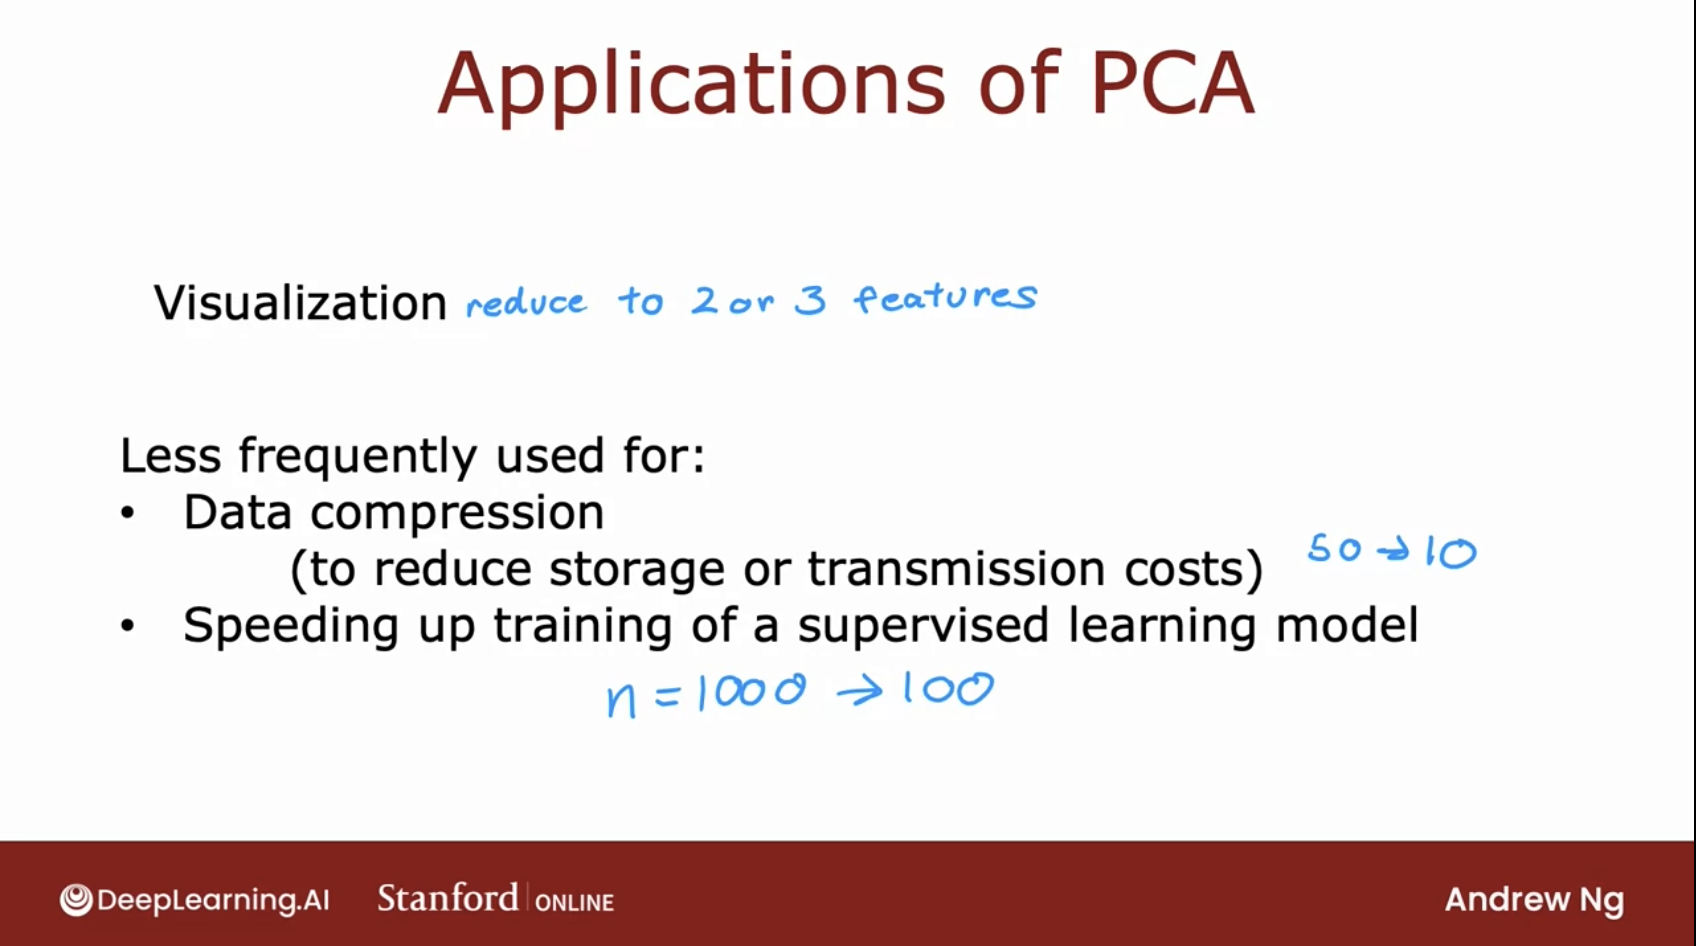 Applications of PCA
Visualization reduce to 2 or 3 features
Less frequently used for:
• Data compression
(to reduce storage or transmission costs) 50 → 10
• Speeding up training of a supervised learning model
n = 1000 → 100
DeepLearning.AI Stanford | ONLINE Andrew Ng